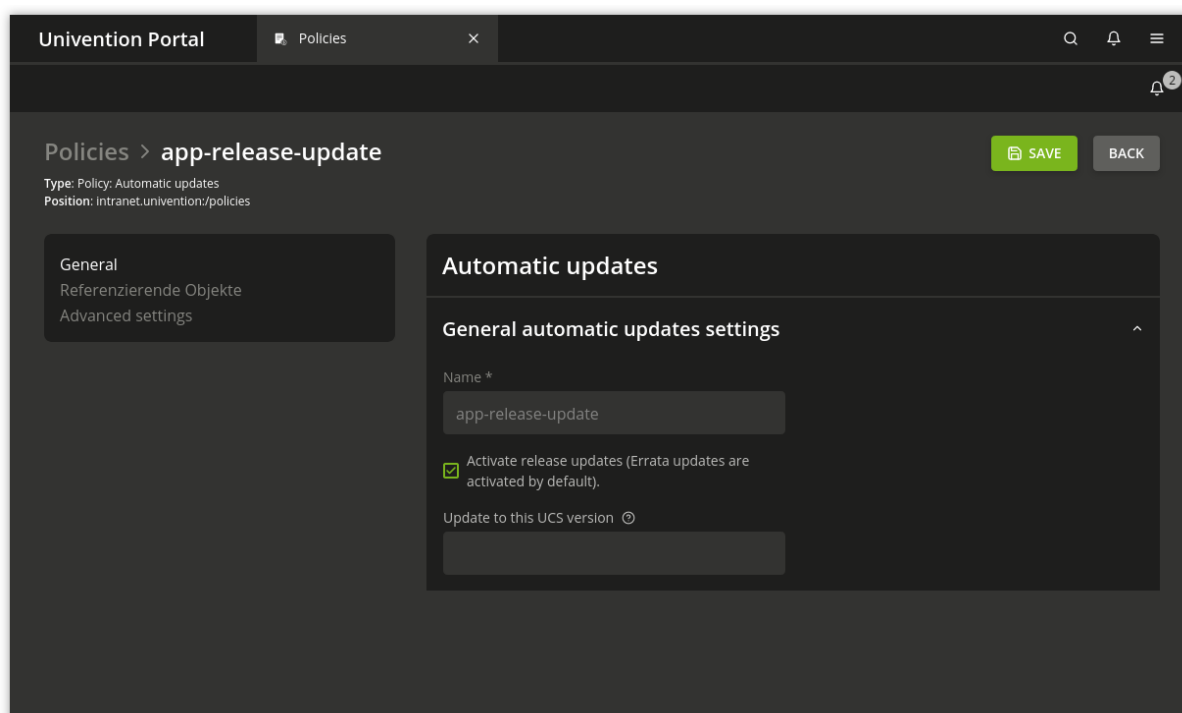 Univention Portal
Policies
2
Policies > app-release-update
SAVE
BACK
Type: Policy: Automatic updates
Position: intranet.univention:/policies
General
Referenzierende Objekte
Advanced settings
Automatic updates
General automatic updates settings
Name *
app-release-update
Activate release updates (Errata updates are
activated by default).
Update to this UCS version